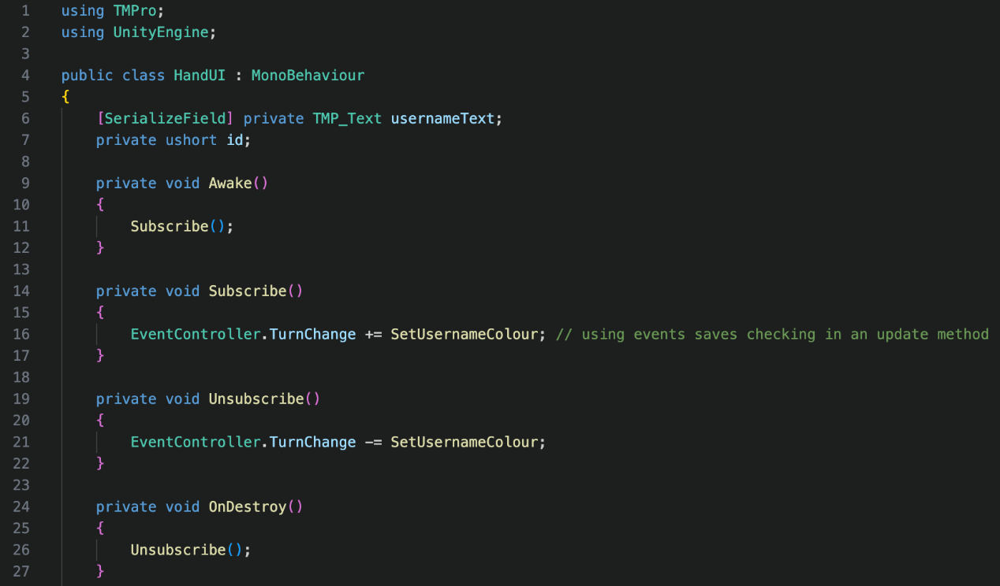 1 using TMPro;
2 using UnityEngine;
3
4 public class HandUI : MonoBehaviour
5 {
6     [SerializeField] private TMP_Text usernameText;
7     private ushort id;
8
9     private void Awake()
10     {
11         Subscribe();
12     }
13
14     private void Subscribe()
15     {
16         EventController.TurnChange += SetUsernameColour; // using events saves checking in an update method
17     }
18
19     private void Unsubscribe()
20     {
21         EventController.TurnChange -= SetUsernameColour;
22     }
23
24     private void OnDestroy()
25     {
26         Unsubscribe();
27     }